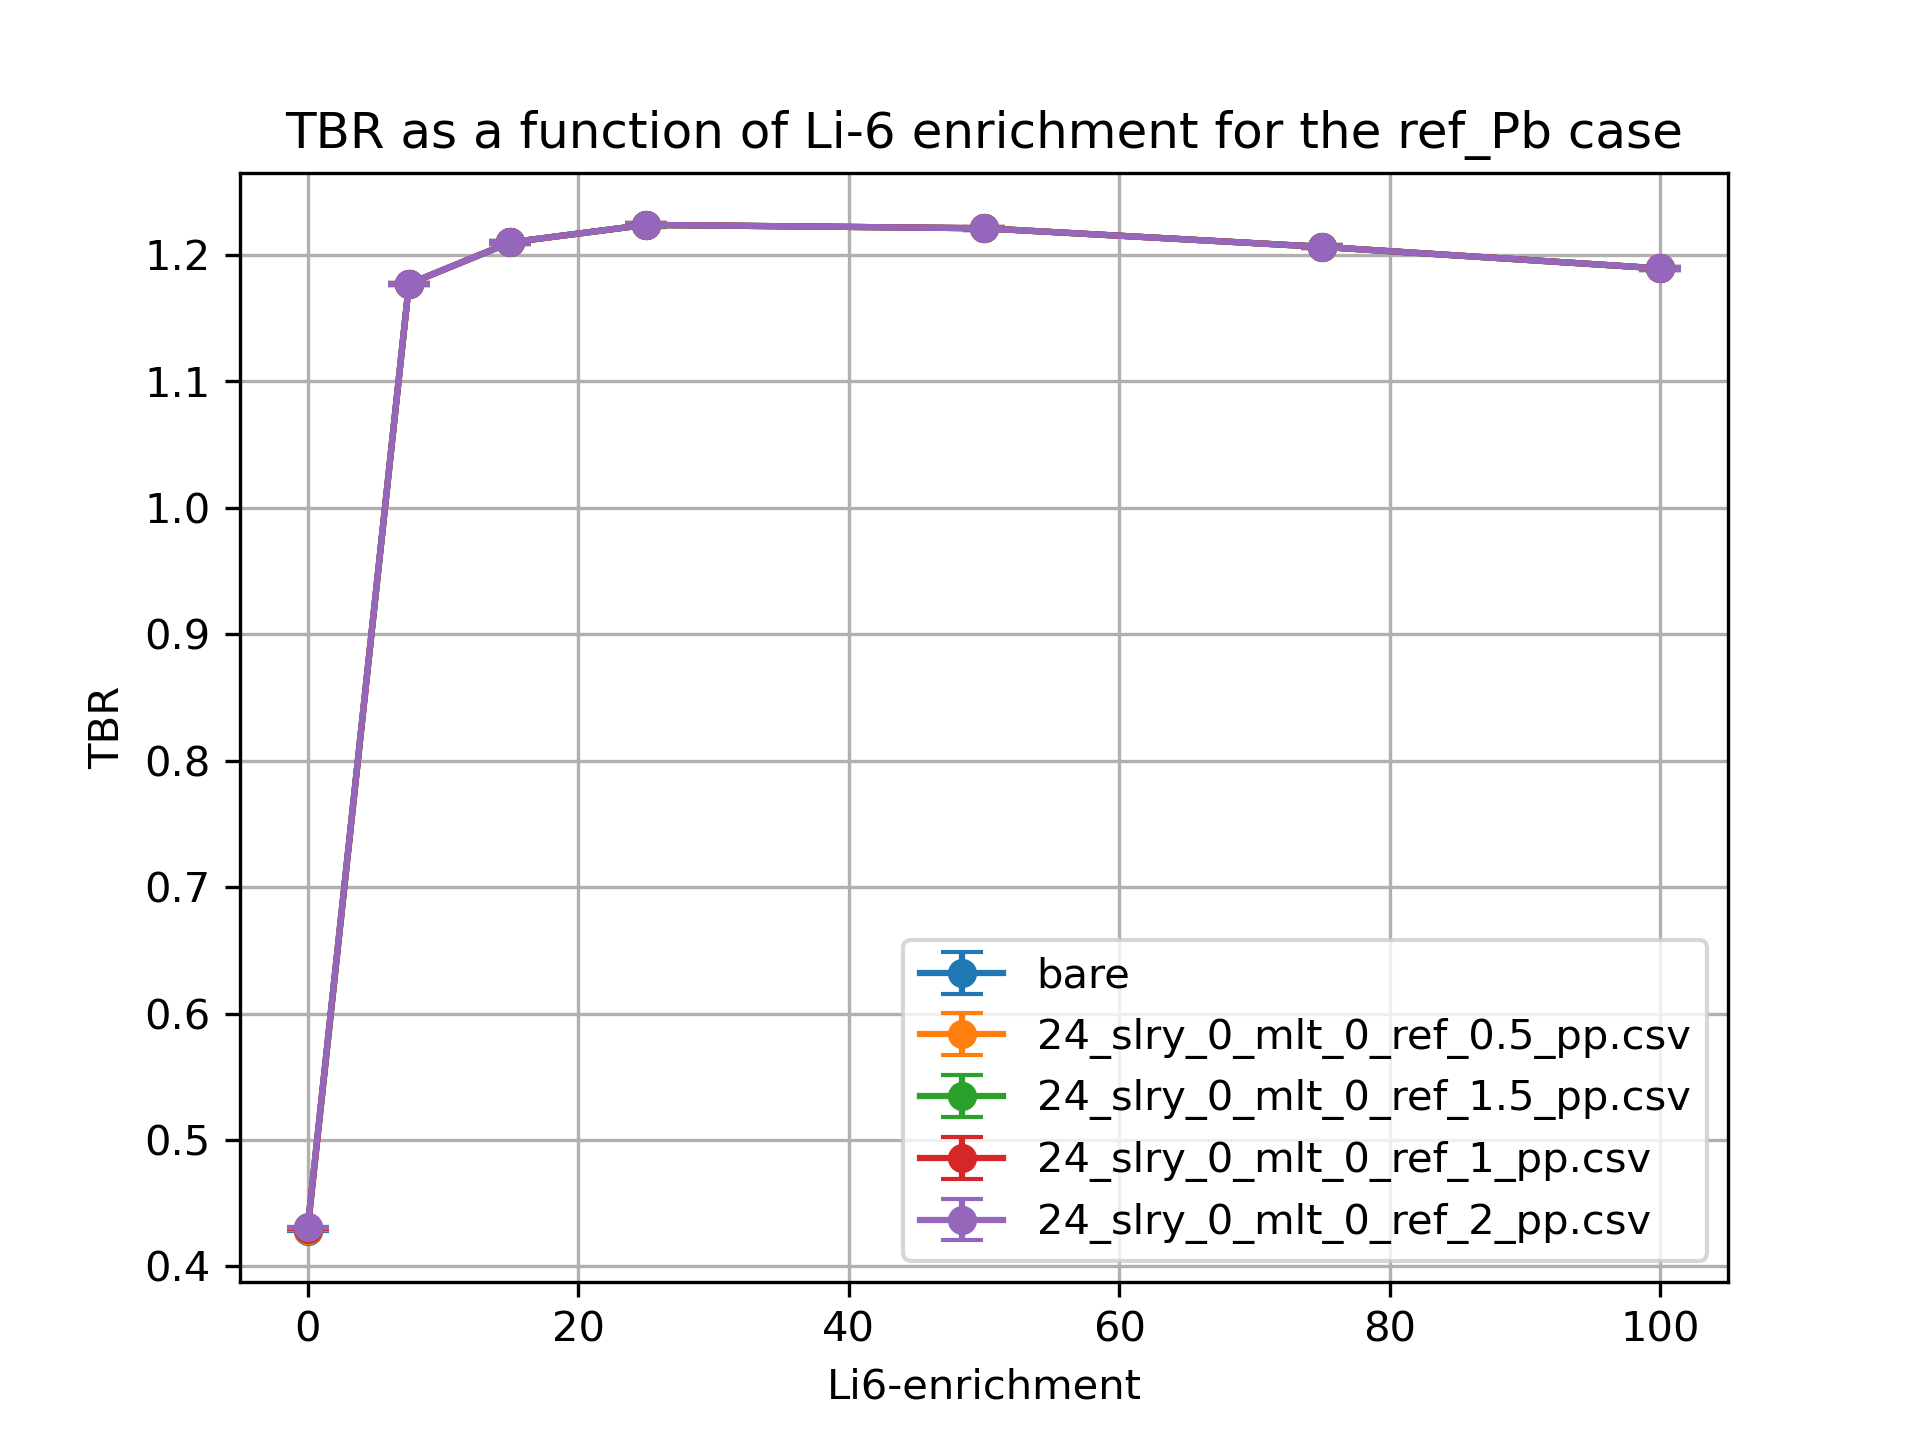 TBR as a function of Li-6 enrichment for the ref_Pb case
TBR
1.2
1.1
1.0
0.9
0.8
0.7
0.6
0.5
0.4
bare
24_slry_0_mlt_0_ref_0.5_pp.csv
24_slry_0_mlt_0_ref_1.5_pp.csv
24_slry_0_mlt_0_ref_1_pp.csv
24_slry_0_mlt_0_ref_2_pp.csv
0 20 40 60 80 100
Li6-enrichment